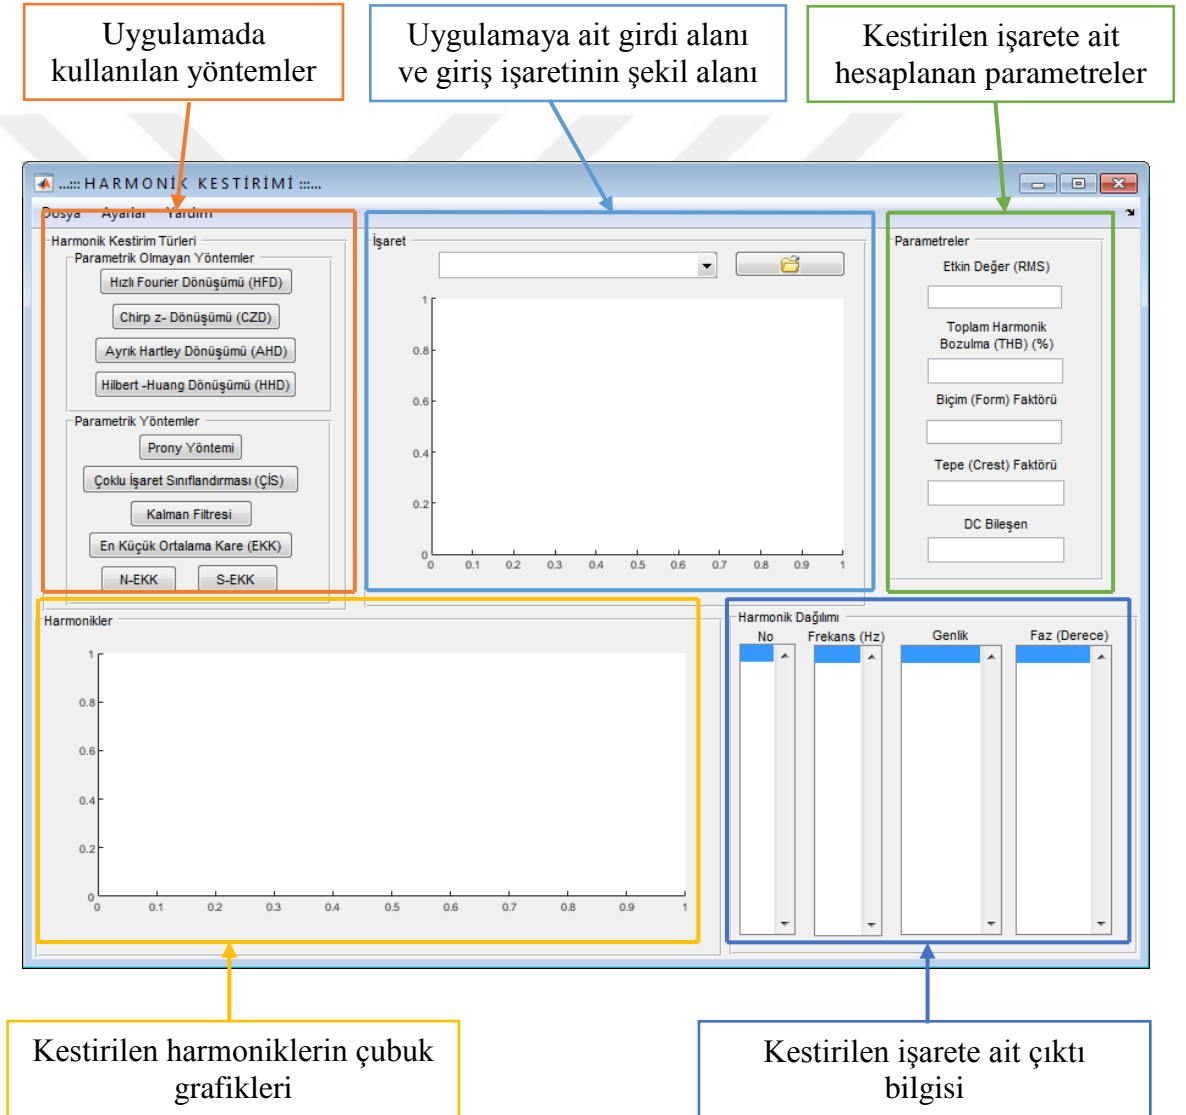 Uygulamada
kullanılan yöntemler
Uygulamaya ait girdi alanı
ve giriş işaretinin şekil alanı
Kestirilen işarete ait
hesaplanan parametreler
...::: HARMONİK KESTİRİMİ :::...
Dosya Ayarlar Yardım
Harmonik Kestirim Türleri
Parametrik Olmayan Yöntemler
Hızlı Fourier Dönüşümü (HFD)
Chirp z- Dönüşümü (CZD)
Ayrık Hartley Dönüşümü (AHD)
Hilbert -Huang Dönüşümü (HHD)
Parametrik Yöntemler
Prony Yöntemi
Çoklu İşaret Sınıflandırması (ÇİS)
Kalman Filtresi
En Küçük Ortalama Kare (EKK)
N-EKK S-EKK
İşaret
1
0.8
0.6
0.4
0.2
0
0 0.1 0.2 0.3 0.4 0.5 0.6 0.7 0.8 0.9 1
Parametreler
Etkin Değer (RMS)
Toplam Harmonik
Bozulma (THB) (%)
Biçim (Form) Faktörü
Tepe (Crest) Faktörü
DC Bileşen
Harmonikler
1
0.8
0.6
0.4
0.2
0
0 0.1 0.2 0.3 0.4 0.5 0.6 0.7 0.8 0.9 1
Harmonik Dağılımı
No Frekans (Hz) Genlik Faz (Derece)
Kestirilen harmoniklerin çubuk
grafikleri
Kestirilen işarete ait çıktı
bilgisi